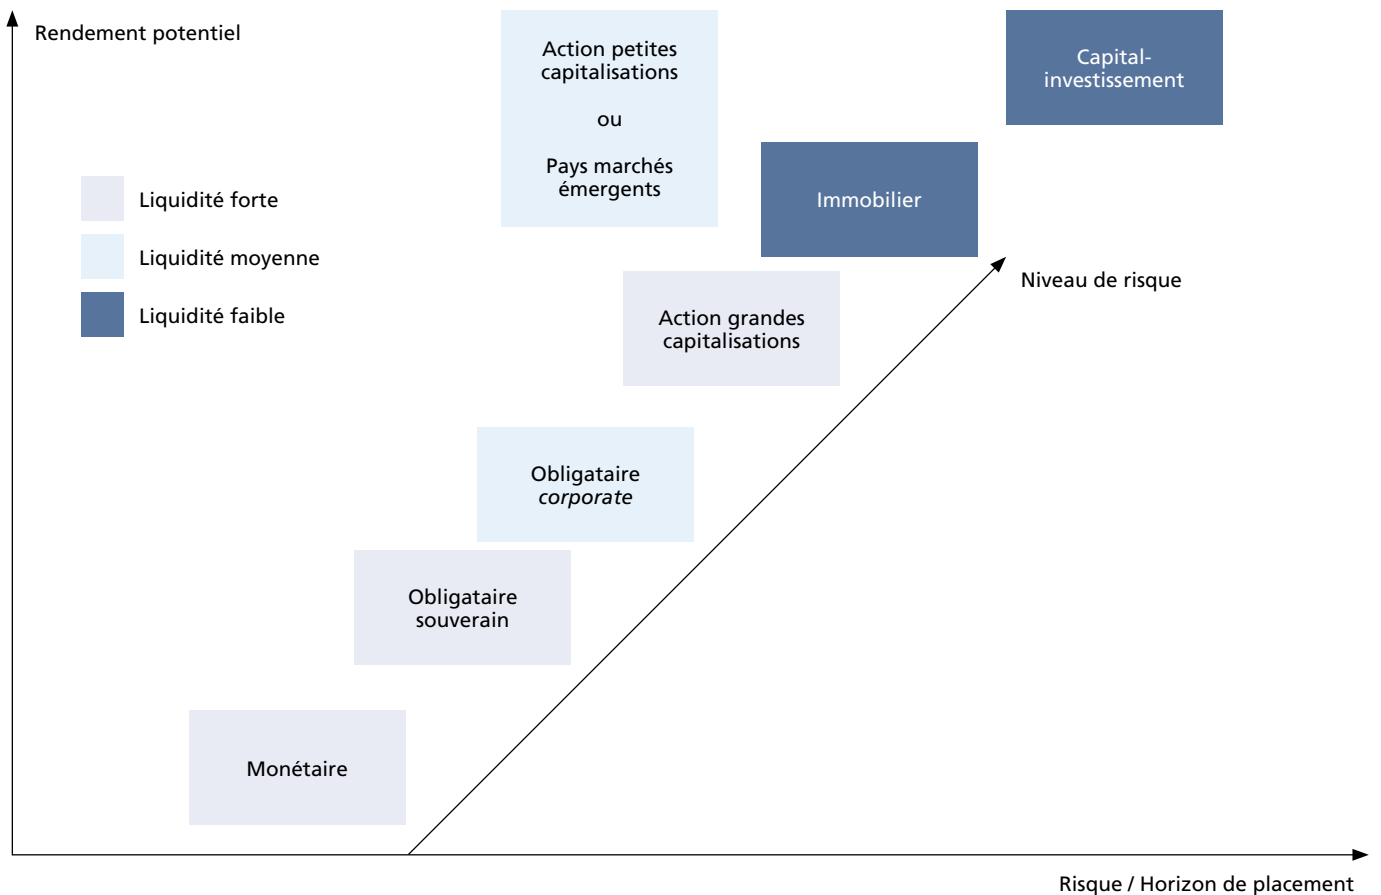 Rendement potentiel
Action petites
capitalisations
ou
Pays marchés
émergents
Capital-
investissement
Immobilier
Liquidité forte
Liquidité moyenne
Liquidité faible
Niveau de risque
Action grandes
capitalisations
Obligataire
corporate
Obligataire
souverain
Monétaire
Risque / Horizon de placement